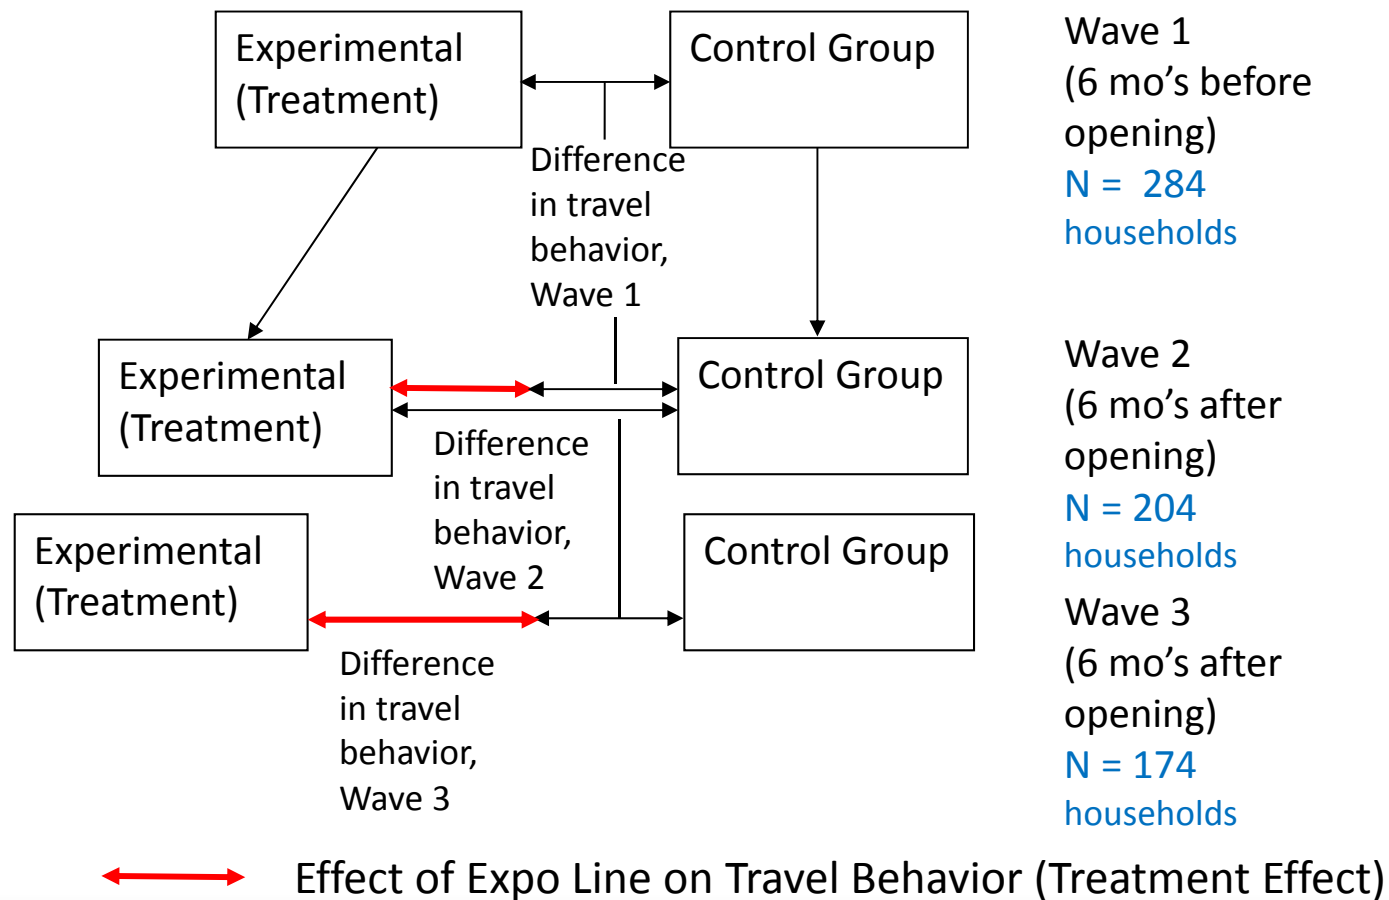 Experimental
(Treatment)
Control Group
Wave 1
(6 mo’s before
opening)
N =  284
households
Difference
in travel
behavior,
Wave 1
Experimental
(Treatment)
Control Group
Wave 2
(6 mo’s after
opening)
N = 204
households
Difference
in travel
behavior,
Wave 2
Experimental
(Treatment)
Control Group
Wave 3
(6 mo’s after
opening)
N = 174
households
Difference
in travel
behavior,
Wave 3
Effect of Expo Line on Travel Behavior (Treatment Effect)